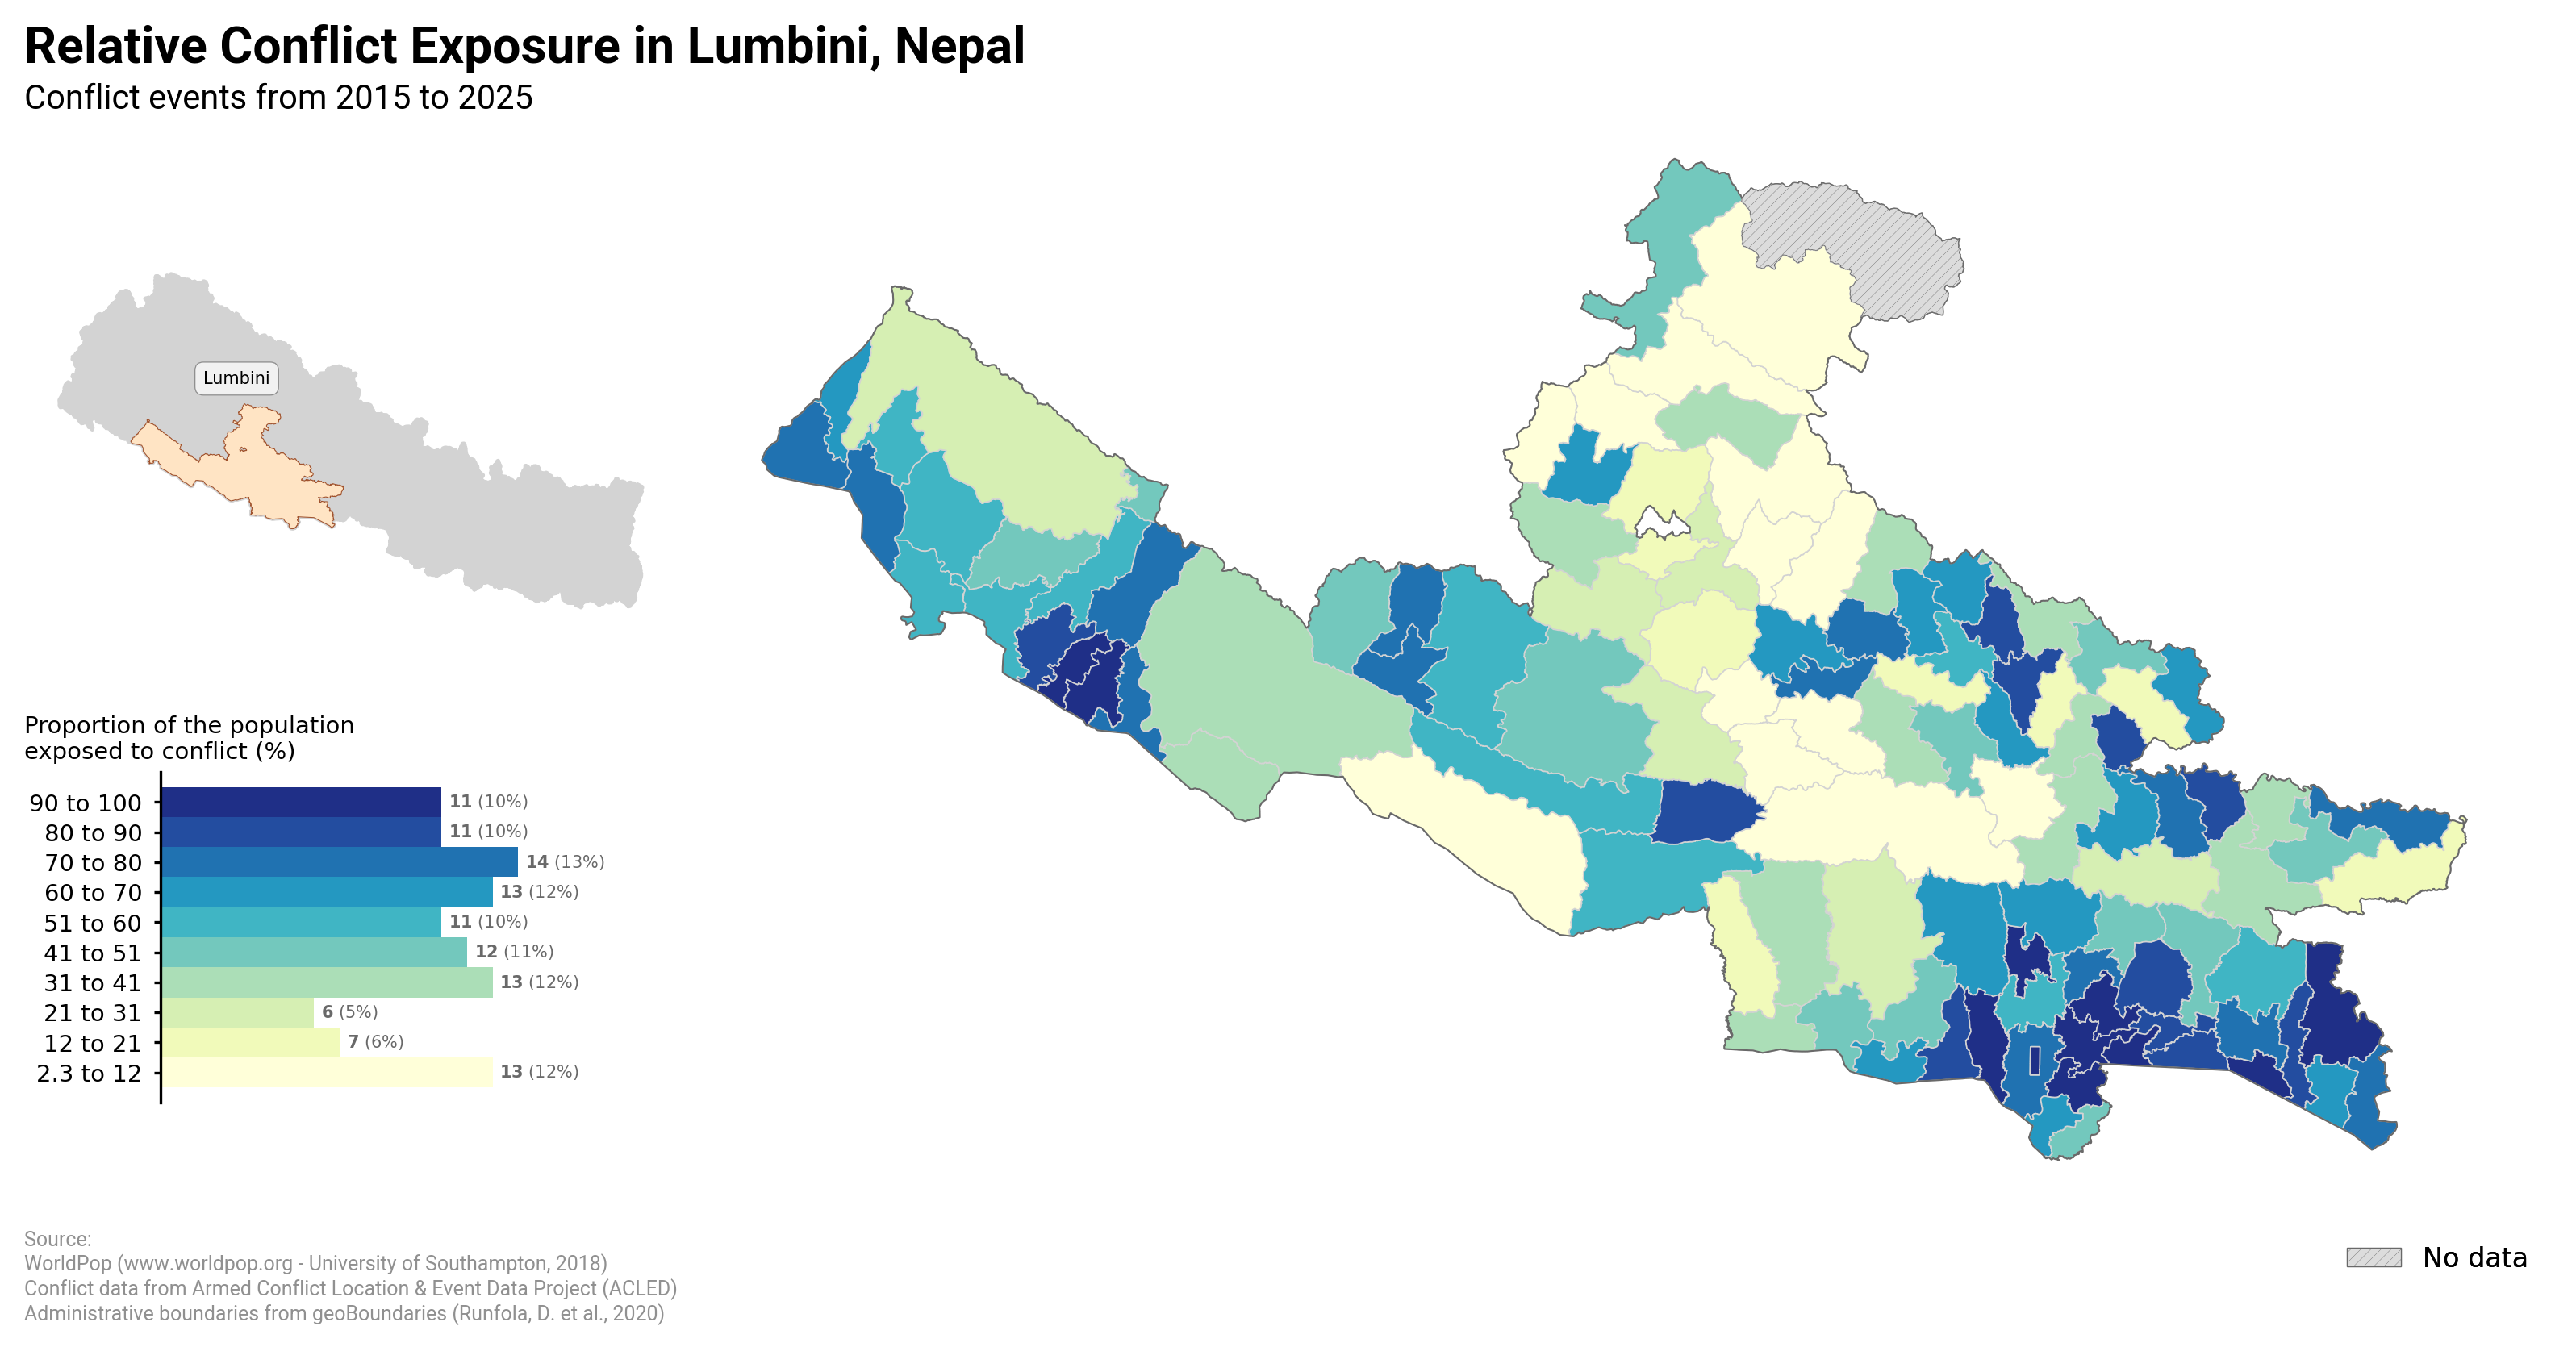 Relative Conflict Exposure in Lumbini, Nepal
Conflict events from 2015 to 2025
Lumbini
Proportion of the population
exposed to conflict (%)
90 to 100 11 (10%)
80 to 90 11 (10%)
70 to 80 14 (13%)
60 to 70 13 (12%)
51 to 60 11 (10%)
41 to 51 12 (11%)
31 to 41 13 (12%)
21 to 31 6 (5%)
12 to 21 7 (6%)
2.3 to 12 13 (12%)
Source:
WorldPop (www.worldpop.org - University of Southampton, 2018)
Conflict data from Armed Conflict Location & Event Data Project (ACLED)
Administrative boundaries from geoBoundaries (Runfola, D. et al., 2020)
No data